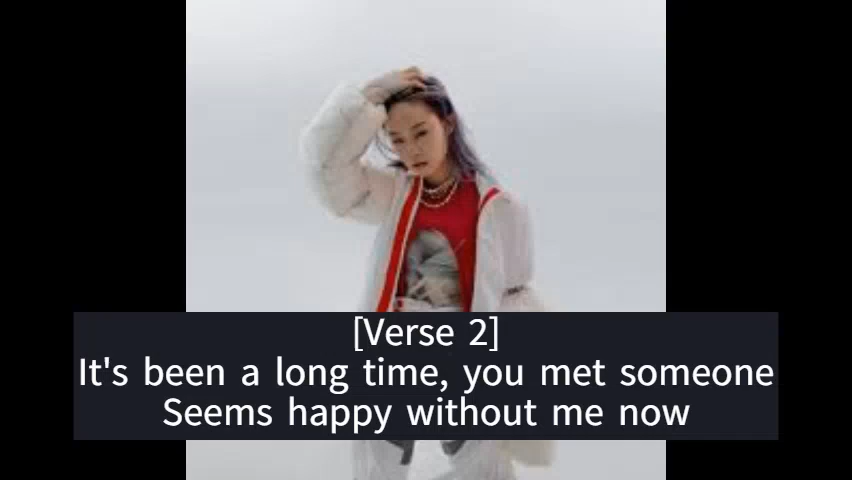 [Verse 2]
It's been a long time, you met someone
Seems happy without me now